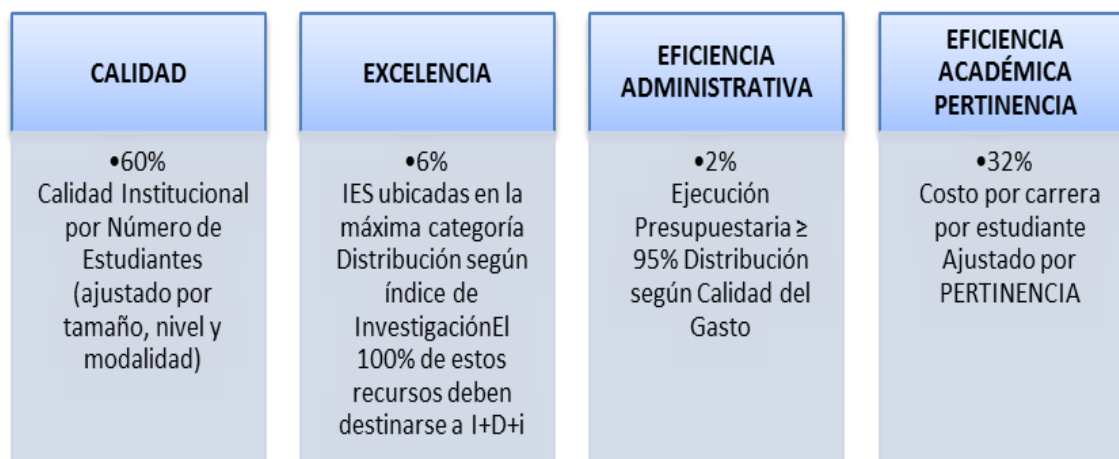 CALIDAD
•60%
Calidad Institucional
por Número de
Estudiantes
(ajustado por
tamaño, nivel y
modalidad)
EXCELENCIA
•6%
IES ubicadas en la
máxima categoría
Distribución según
índice de
InvestigaciónEl
100% de estos
recursos deben
destinarse a I+D+i
EFICIENCIA
ADMINISTRATIVA
•2%
Ejecución
Presupuestaria ≥
95% Distribución
según Calidad del
Gasto
EFICIENCIA
ACADÉMICA
PERTINENCIA
•32%
Costo por carrera
por estudiante
Ajustado por
PERTINENCIA